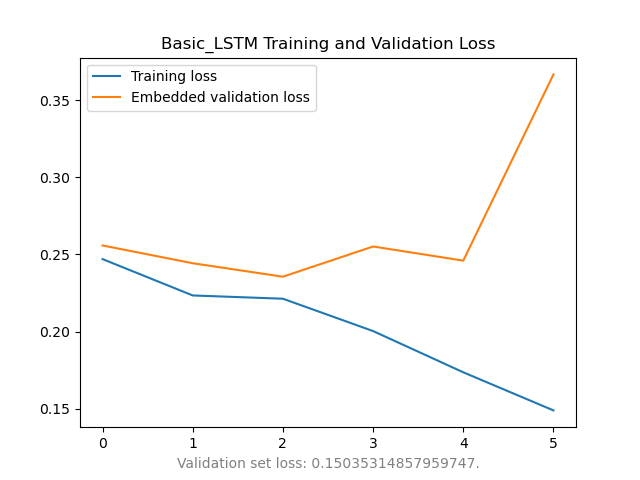 Basic_LSTM Training and Validation Loss
Training loss
Embedded validation loss
0.35
0.30
0.25
0.20
0.15
0 1 2 3 4 5
Validation set loss: 0.15035314857959747.